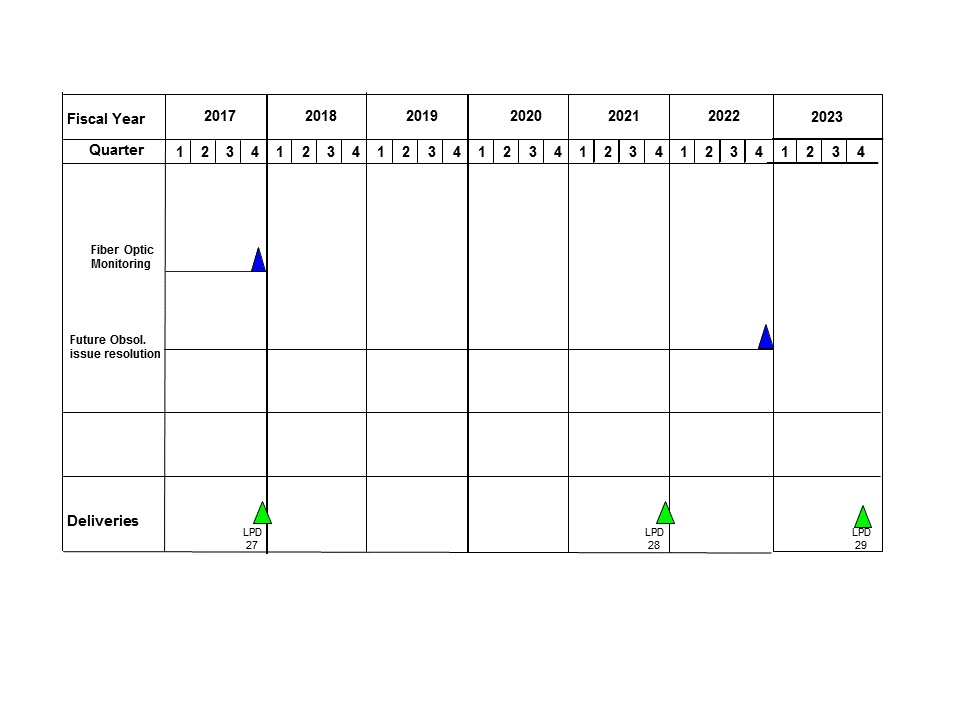 Fiscal Year 2017 2018 2019 2020 2021 2022 2023
Quarter 1 2 3 4 1 2 3 4 1 2 3 4 1 2 3 4 1 2 3 4 1 2 3 4 1 2 3 4
Fiber Optic
Monitoring
Future Obsol.
issue resolution
Deliveries
LPD LPD LPD
27 28 29